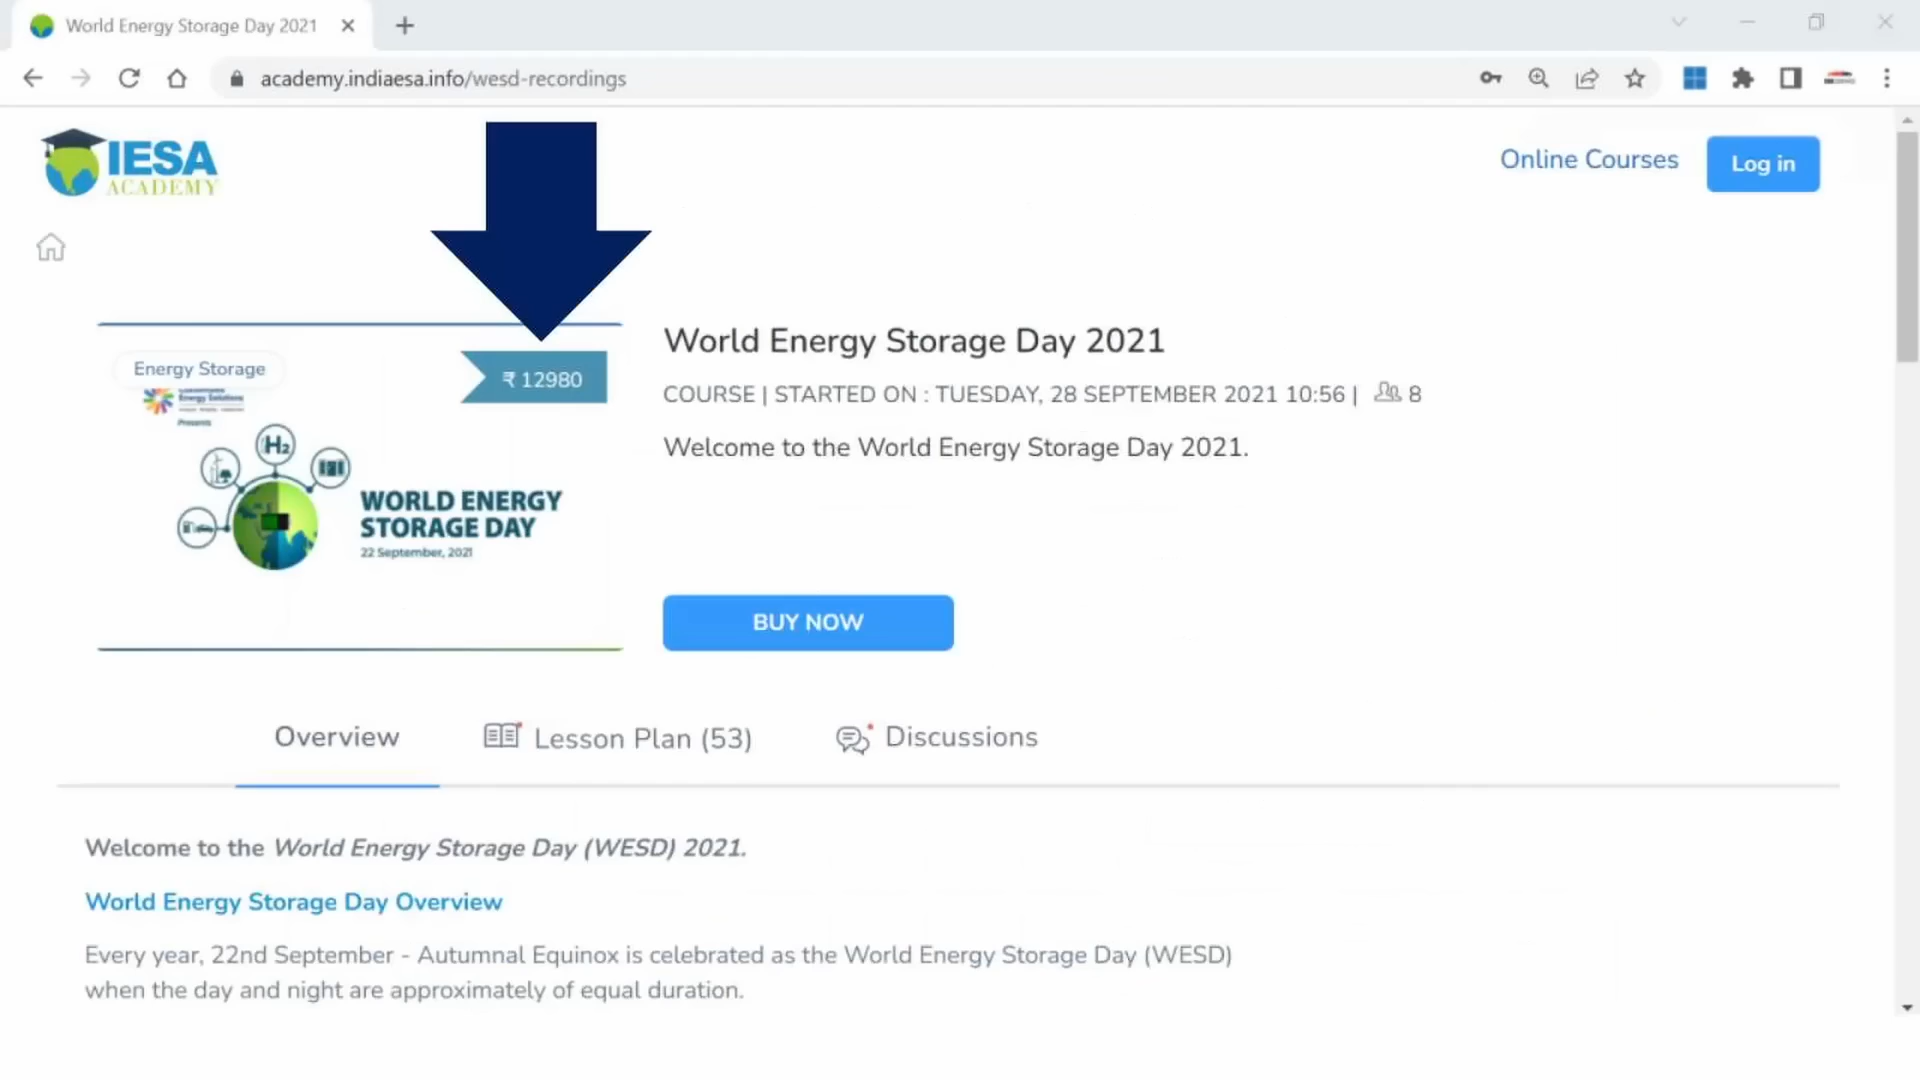 World Energy Storage Day 2021
academy.indiaesa.info/wesd-recordings
IESA
ACADEMY
Online Courses
Log in
Energy Storage
Energy Solutions
Presents
₹ 12980
H2
WORLD ENERGY
STORAGE DAY
22 September, 2021
World Energy Storage Day 2021
COURSE | STARTED ON : TUESDAY, 28 SEPTEMBER 2021 10:56 | 8
Welcome to the World Energy Storage Day 2021.
BUY NOW
Overview
Lesson Plan (53)
Discussions
Welcome to the World Energy Storage Day (WESD) 2021.
World Energy Storage Day Overview
Every year, 22nd September - Autumnal Equinox is celebrated as the World Energy Storage Day (WESD)
when the day and night are approximately of equal duration.